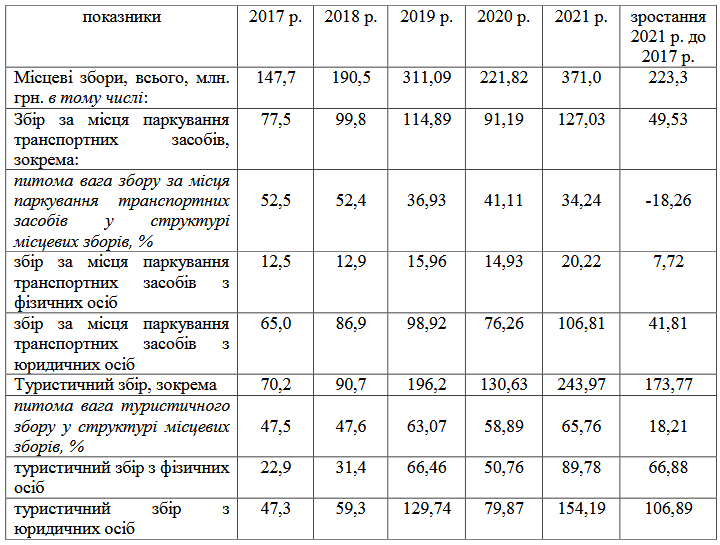 показники 2017 р. 2018 р. 2019 р. 2020 р. 2021 р. зростання
2021 р. до
2017 р.
Місцеві збори, всього, млн. 147,7 190,5 311,09 221,82 371,0 223,3
грн. в тому числі:
Збір за місця паркування 77,5 99,8 114,89 91,19 127,03 49,53
транспортних засобів,
зокрема:
питома вага збору за місця
паркування транспортних 52,5 52,4 36,93 41,11 34,24 -18,26
засобів у структурі
місцевих зборів, %
збір за місця паркування 12,5 12,9 15,96 14,93 20,22 7,72
транспортних засобів з
фізичних осіб
збір за місця паркування 65,0 86,9 98,92 76,26 106,81 41,81
транспортних засобів з
юридичних осіб
Туристичний збір, зокрема 70,2 90,7 196,2 130,63 243,97 173,77
питома вага туристичного
збору у структурі місцевих 47,5 47,6 63,07 58,89 65,76 18,21
зборів, %
туристичний збір з фізичних 22,9 31,4 66,46 50,76 89,78 66,88
осіб
туристичний збір з 47,3 59,3 129,74 79,87 154,19 106,89
юридичних осіб